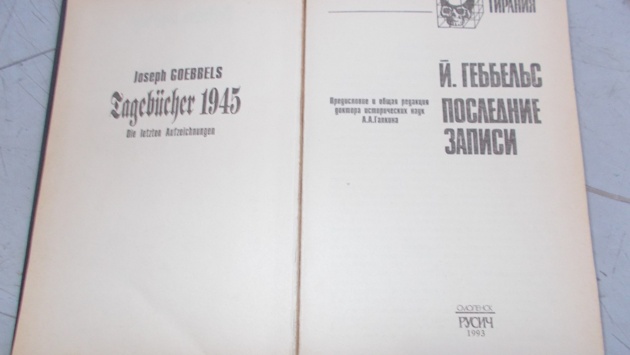 Joseph GOEBBELS
Tagebücher 1945
Die letzten Aufzeichnungen
ТИРАНИЯ
Й. ГЕББЕЛЬС
ПОСЛЕДНИЕ
ЗАПИСИ
Предисловие и общая редакция
доктора исторических наук
А.А.Галкина
СМОЛЕНСК
РУСИЧ
1993